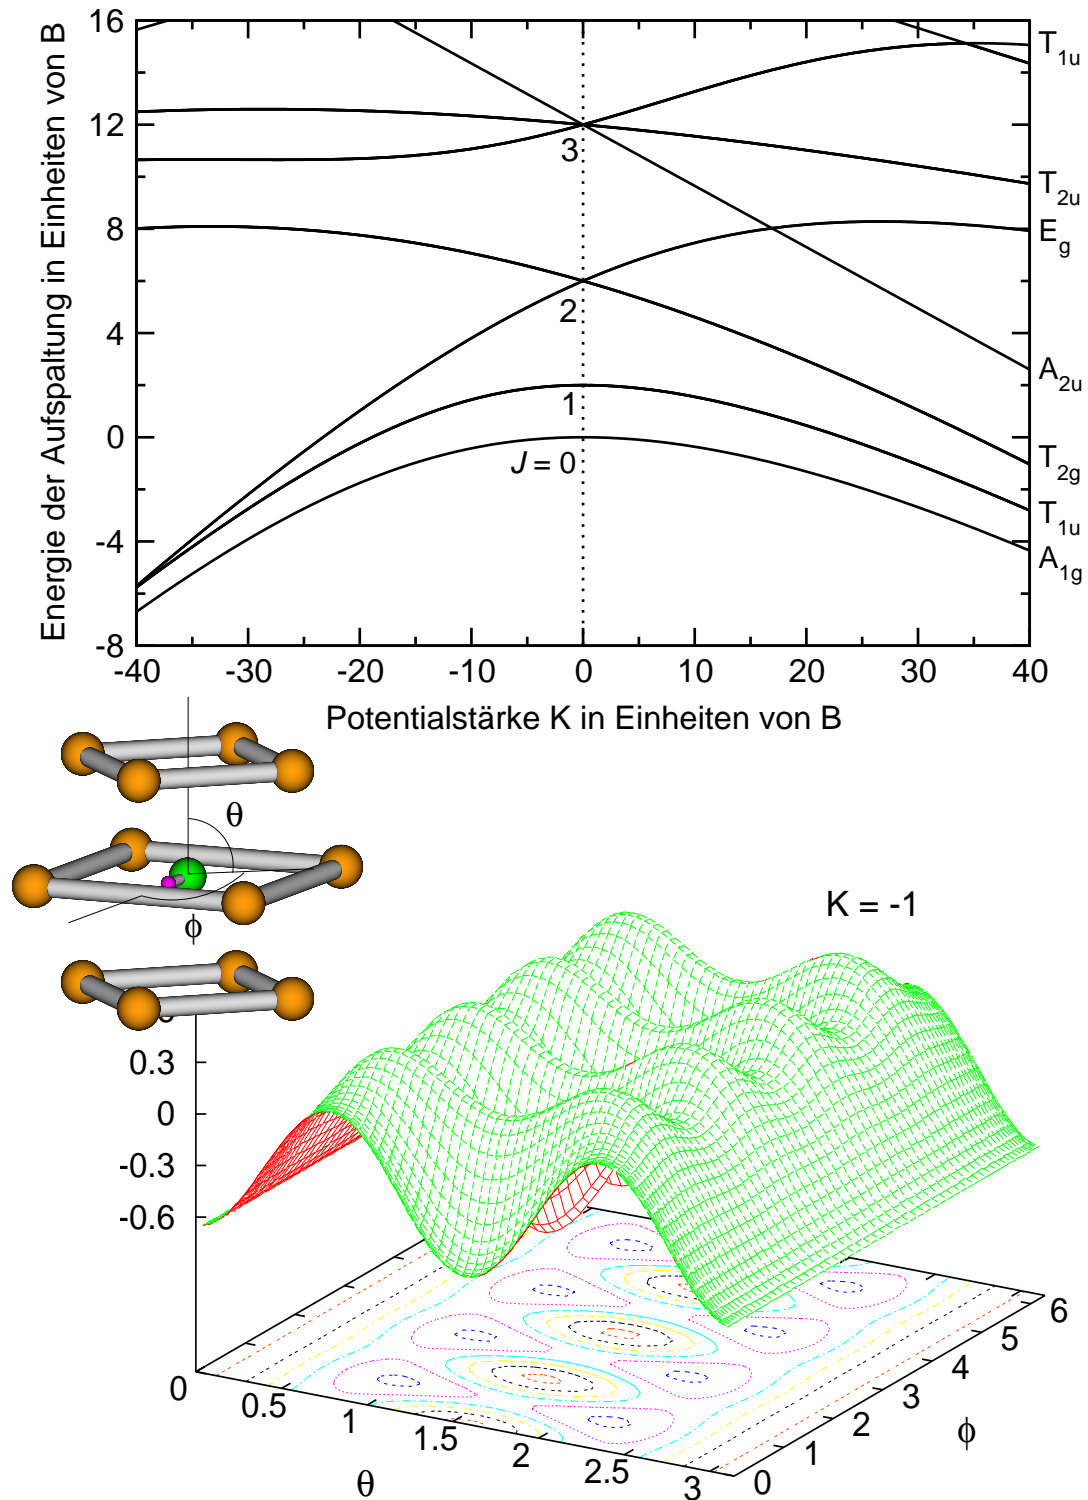 Energie der Aufspaltung in Einheiten von B
16
12
8
4
0
-4
-8
3
2
1
J = 0
T1u
T2u
Eg
A2u
T2g
T1u
A1g
-40 -30 -20 -10 0 10 20 30 40
Potentialstärke K in Einheiten von B
θ
ϕ
K = -1
0.3
0
-0.3
-0.6
0 0.5 1 1.5 2 2.5 3
θ
0 1 2 3 4 5 6
ϕ